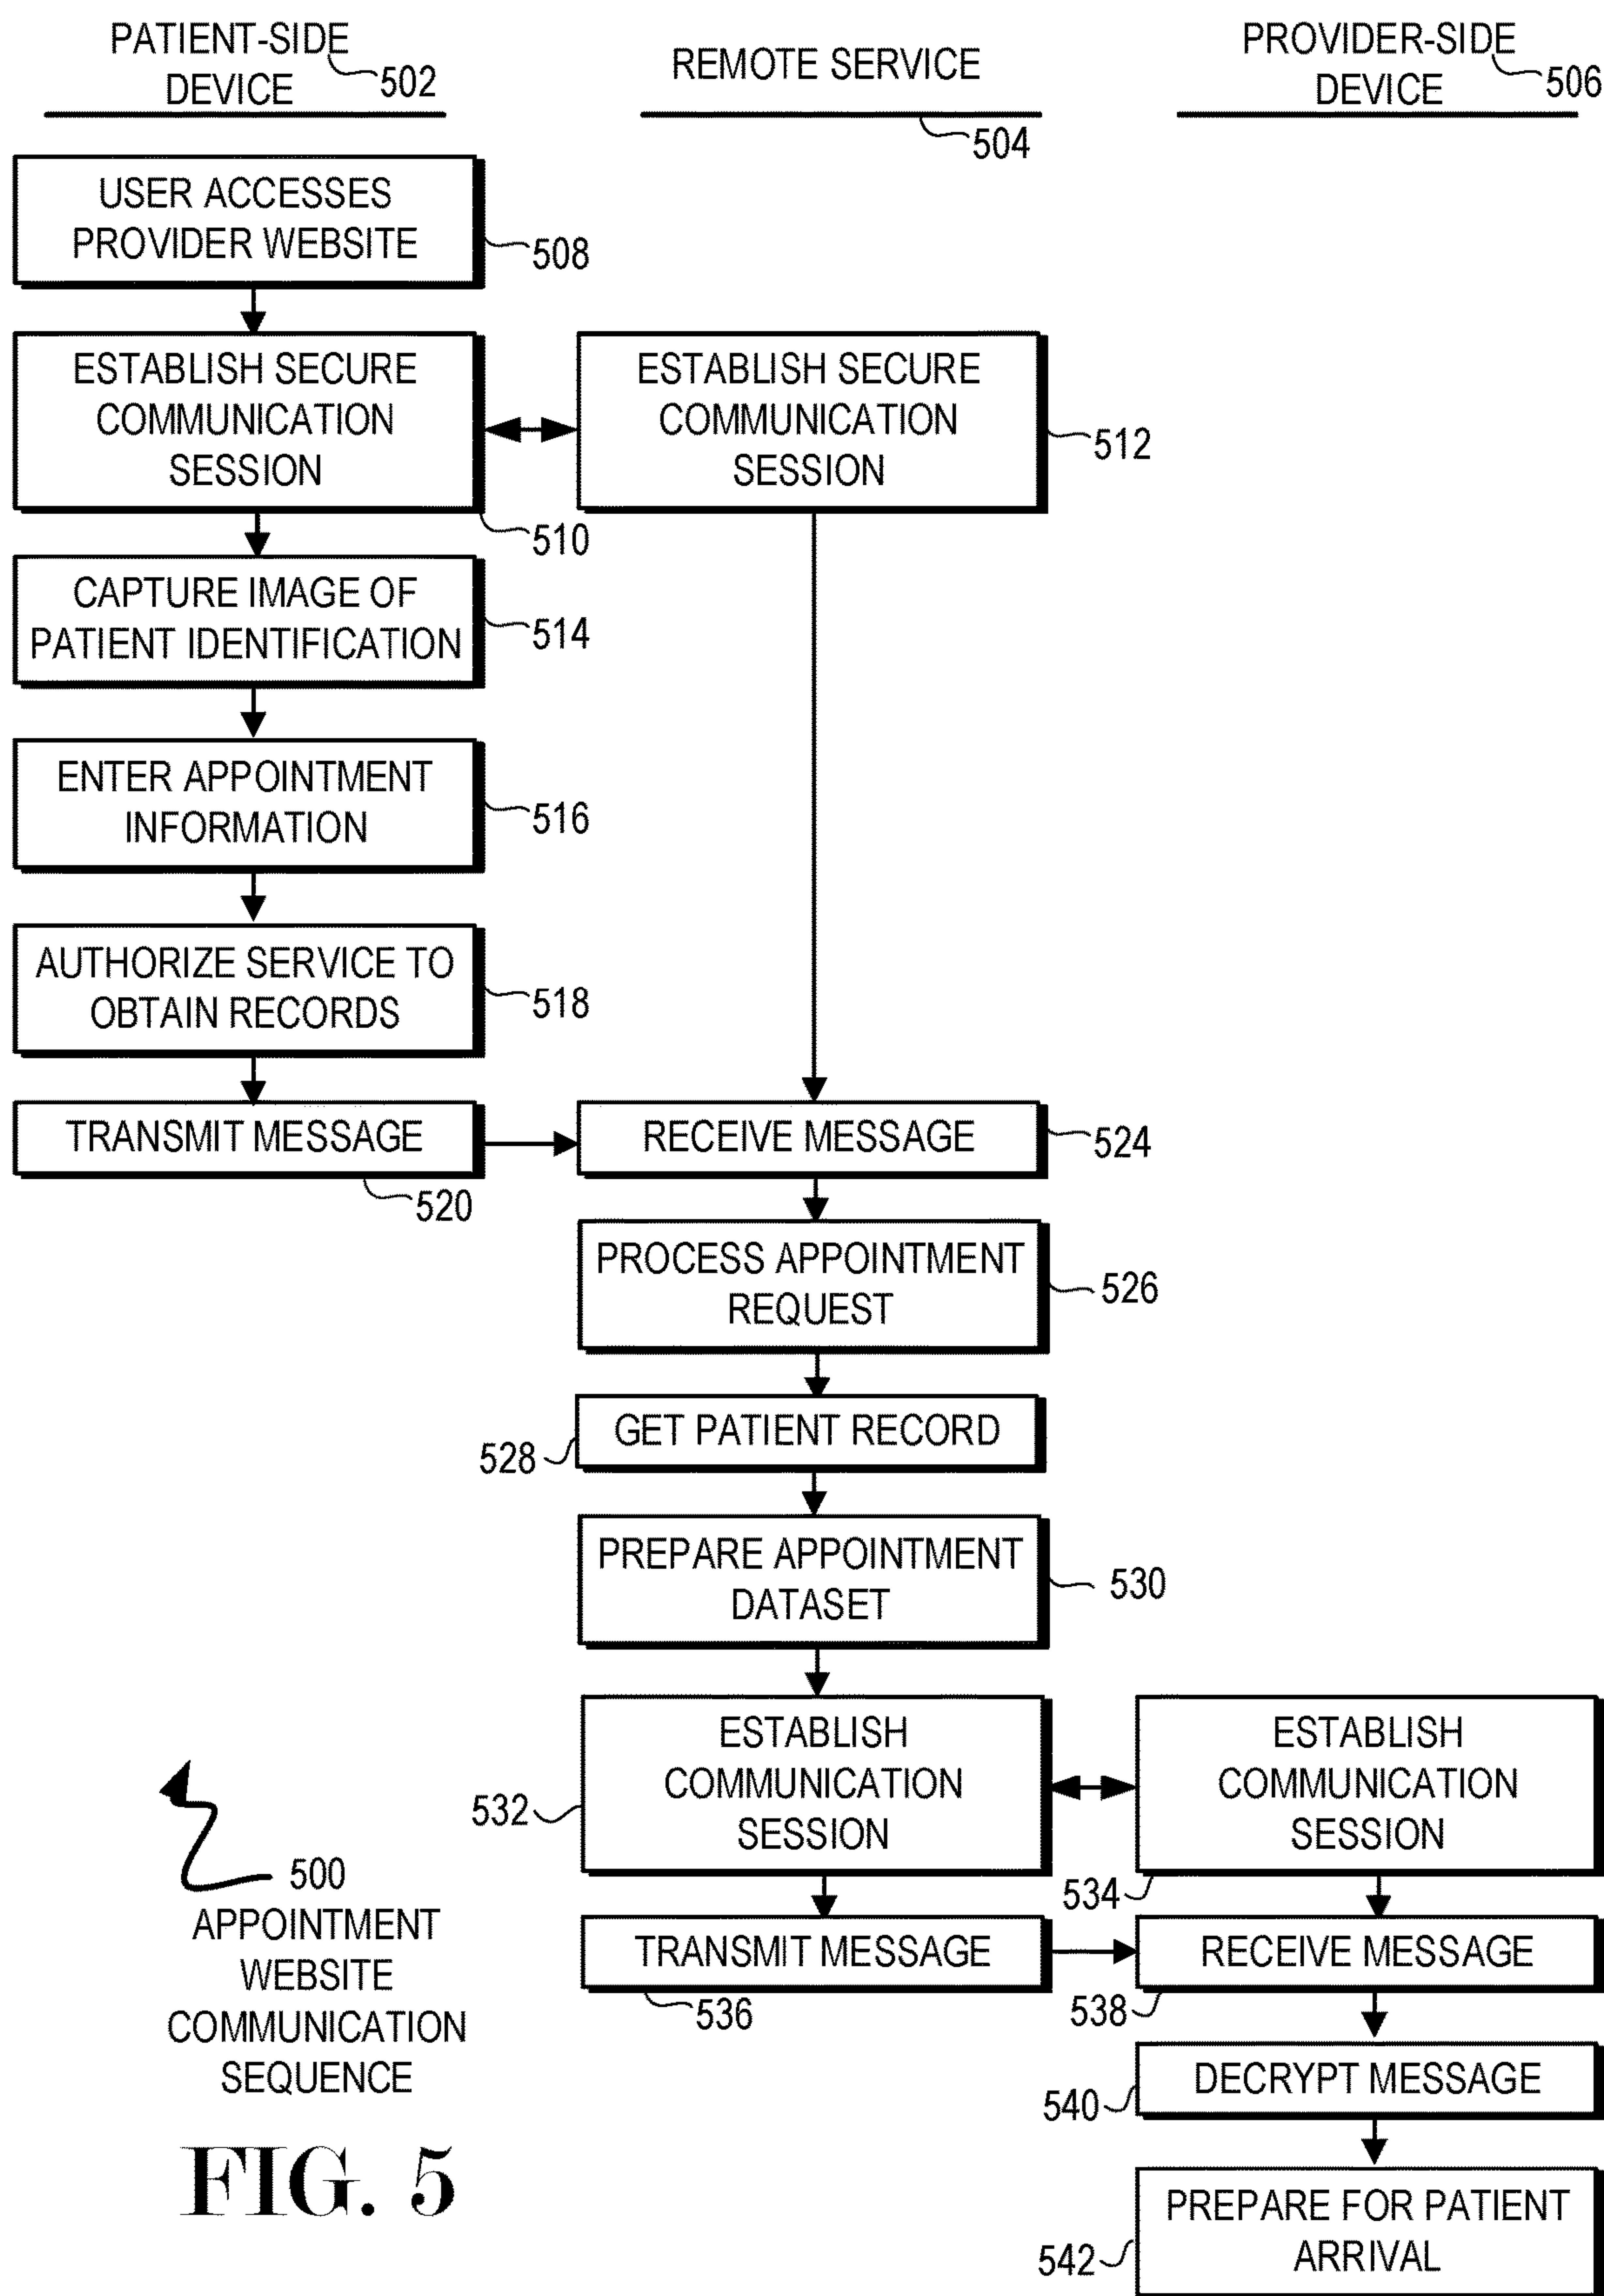 PATIENT-SIDE
DEVICE
502
REMOTE SERVICE
504
PROVIDER-SIDE
DEVICE
506
USER ACCESSES
PROVIDER WEBSITE
508
ESTABLISH SECURE
COMMUNICATION
SESSION
510
ESTABLISH SECURE
COMMUNICATION
SESSION
512
CAPTURE IMAGE OF
PATIENT IDENTIFICATION
514
ENTER APPOINTMENT
INFORMATION
516
AUTHORIZE SERVICE TO
OBTAIN RECORDS
518
TRANSMIT MESSAGE
520
RECEIVE MESSAGE
524
PROCESS APPOINTMENT
REQUEST
526
GET PATIENT RECORD
528
PREPARE APPOINTMENT
DATASET
530
ESTABLISH
COMMUNICATION
SESSION
532
ESTABLISH
COMMUNICATION
SESSION
534
TRANSMIT MESSAGE
536
RECEIVE MESSAGE
538
DECRYPT MESSAGE
540
PREPARE FOR PATIENT
ARRIVAL
542
500
APPOINTMENT
WEBSITE
COMMUNICATION
SEQUENCE
FIG. 5